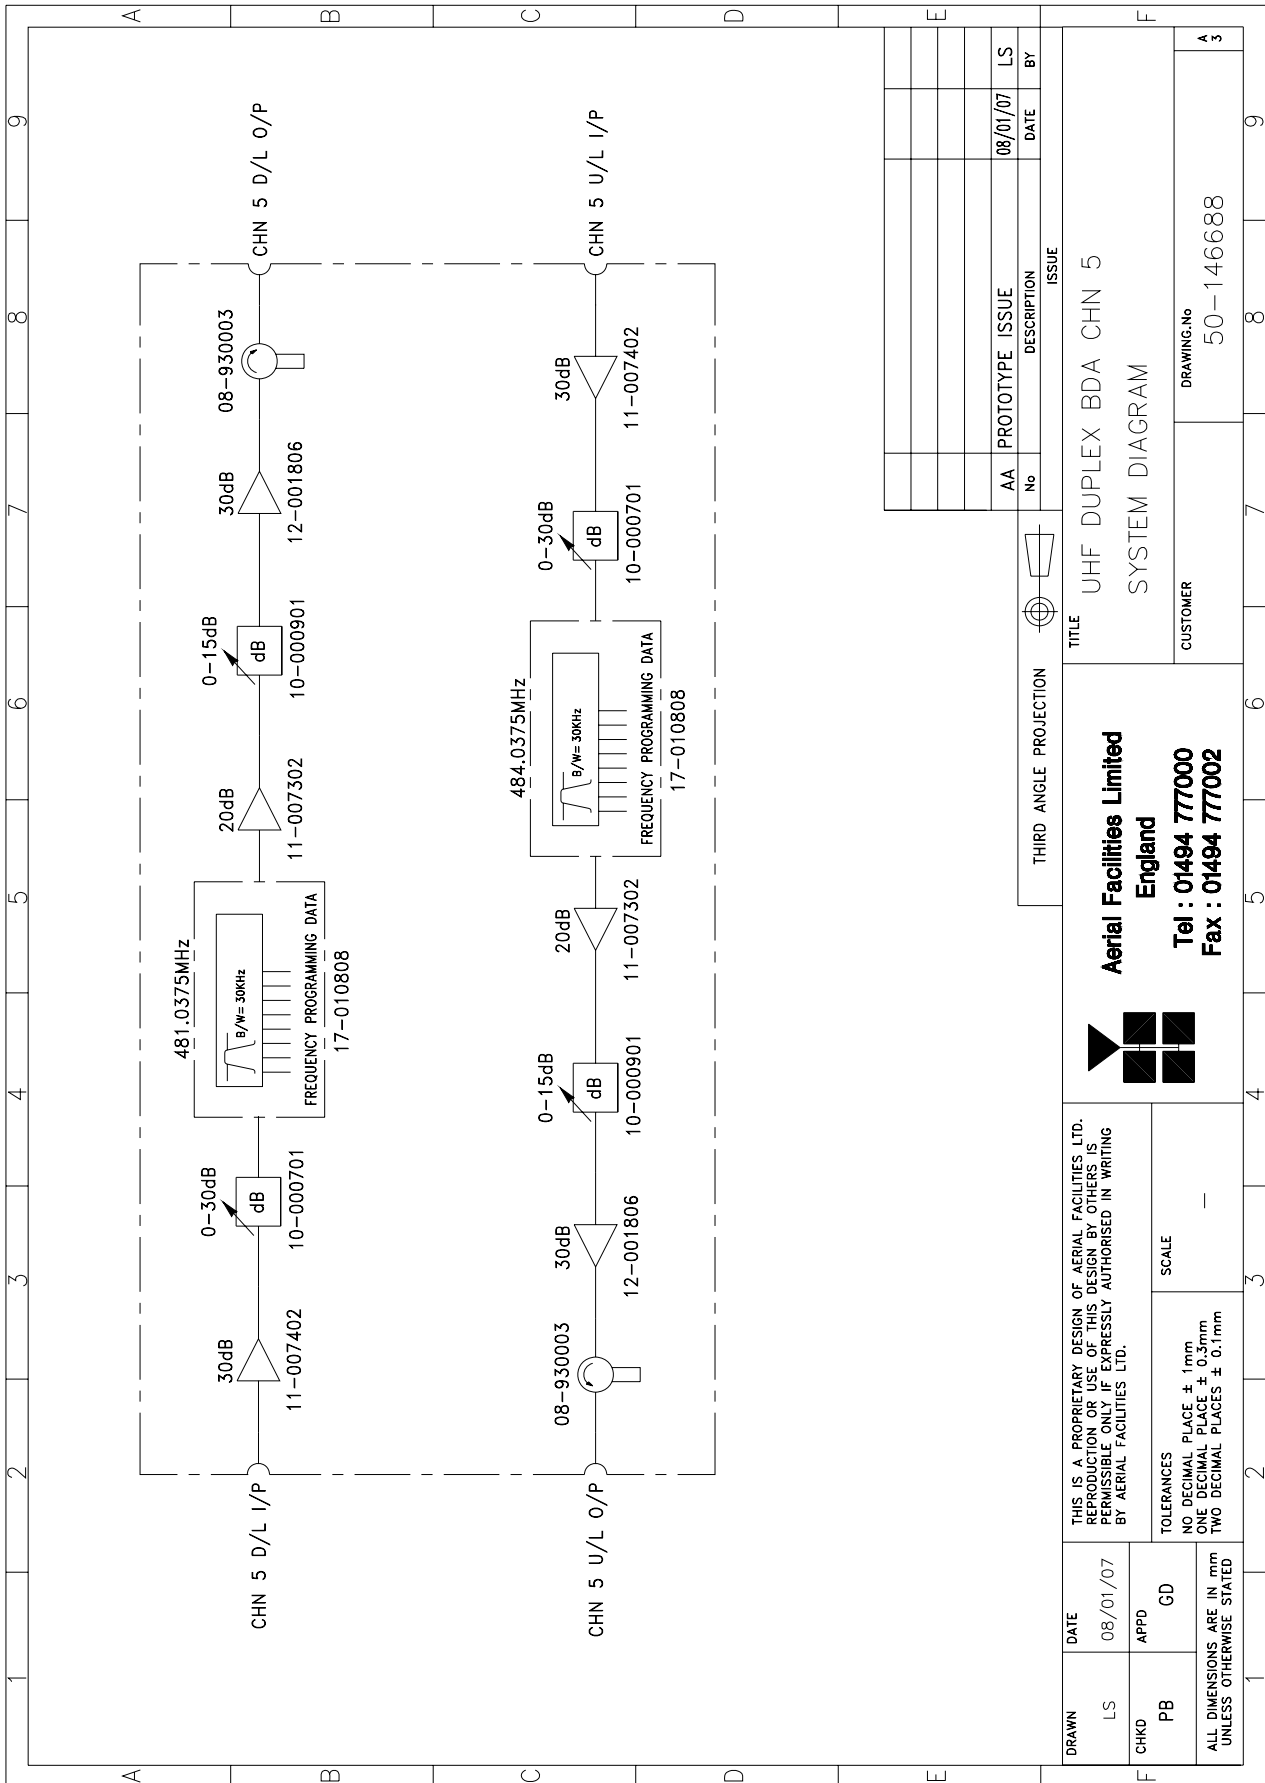 1 2 3 4 5 6 7 8 9
A
B
C
D
E
F
481.0375MHz
0-30dB
0-15dB
08-930003
30dB
20dB
30dB
B/W= 30KHz
CHN 5 D/L I/P
dB
dB
CHN 5 D/L O/P
11-007402
10-000701
FREQUENCY PROGRAMMING DATA
17-010808
11-007302
10-000901
12-001806
484.0375MHz
08-930003
30dB
0-15dB
20dB
0-30dB
30dB
B/W= 30KHz
CHN 5 U/L O/P
dB
dB
CHN 5 U/L I/P
12-001806
10-000901
11-007302
FREQUENCY PROGRAMMING DATA
17-010808
10-000701
11-007402
AA PROTOTYPE ISSUE 08/01/07 LS
No DESCRIPTION DATE BY
ISSUE
THIRD ANGLE PROJECTION
DRAWN
LS
DATE
08/01/07
CHKD
PB
APPD
GD
ALL DIMENSIONS ARE IN mm
UNLESS OTHERWISE STATED
THIS IS A PROPRIETARY DESIGN OF AERIAL FACILITIES LTD.
REPRODUCTION OR USE OF THIS DESIGN BY OTHERS IS
PERMISSIBLE ONLY IF EXPRESSLY AUTHORISED IN WRITING
BY AERIAL FACILITIES LTD.
TOLERANCES
NO DECIMAL PLACE ± 1mm
ONE DECIMAL PLACE ± 0.3mm
TWO DECIMAL PLACES ± 0.1mm
SCALE
-
Aerial Facilities Limited
England
Tel : 01494 777000
Fax : 01494 777002
TITLE
UHF DUPLEX BDA CHN 5
SYSTEM DIAGRAM
CUSTOMER
DRAWING.No
50-146688
A
3
A
B
C
D
E
F
1 2 3 4 5 6 7 8 9